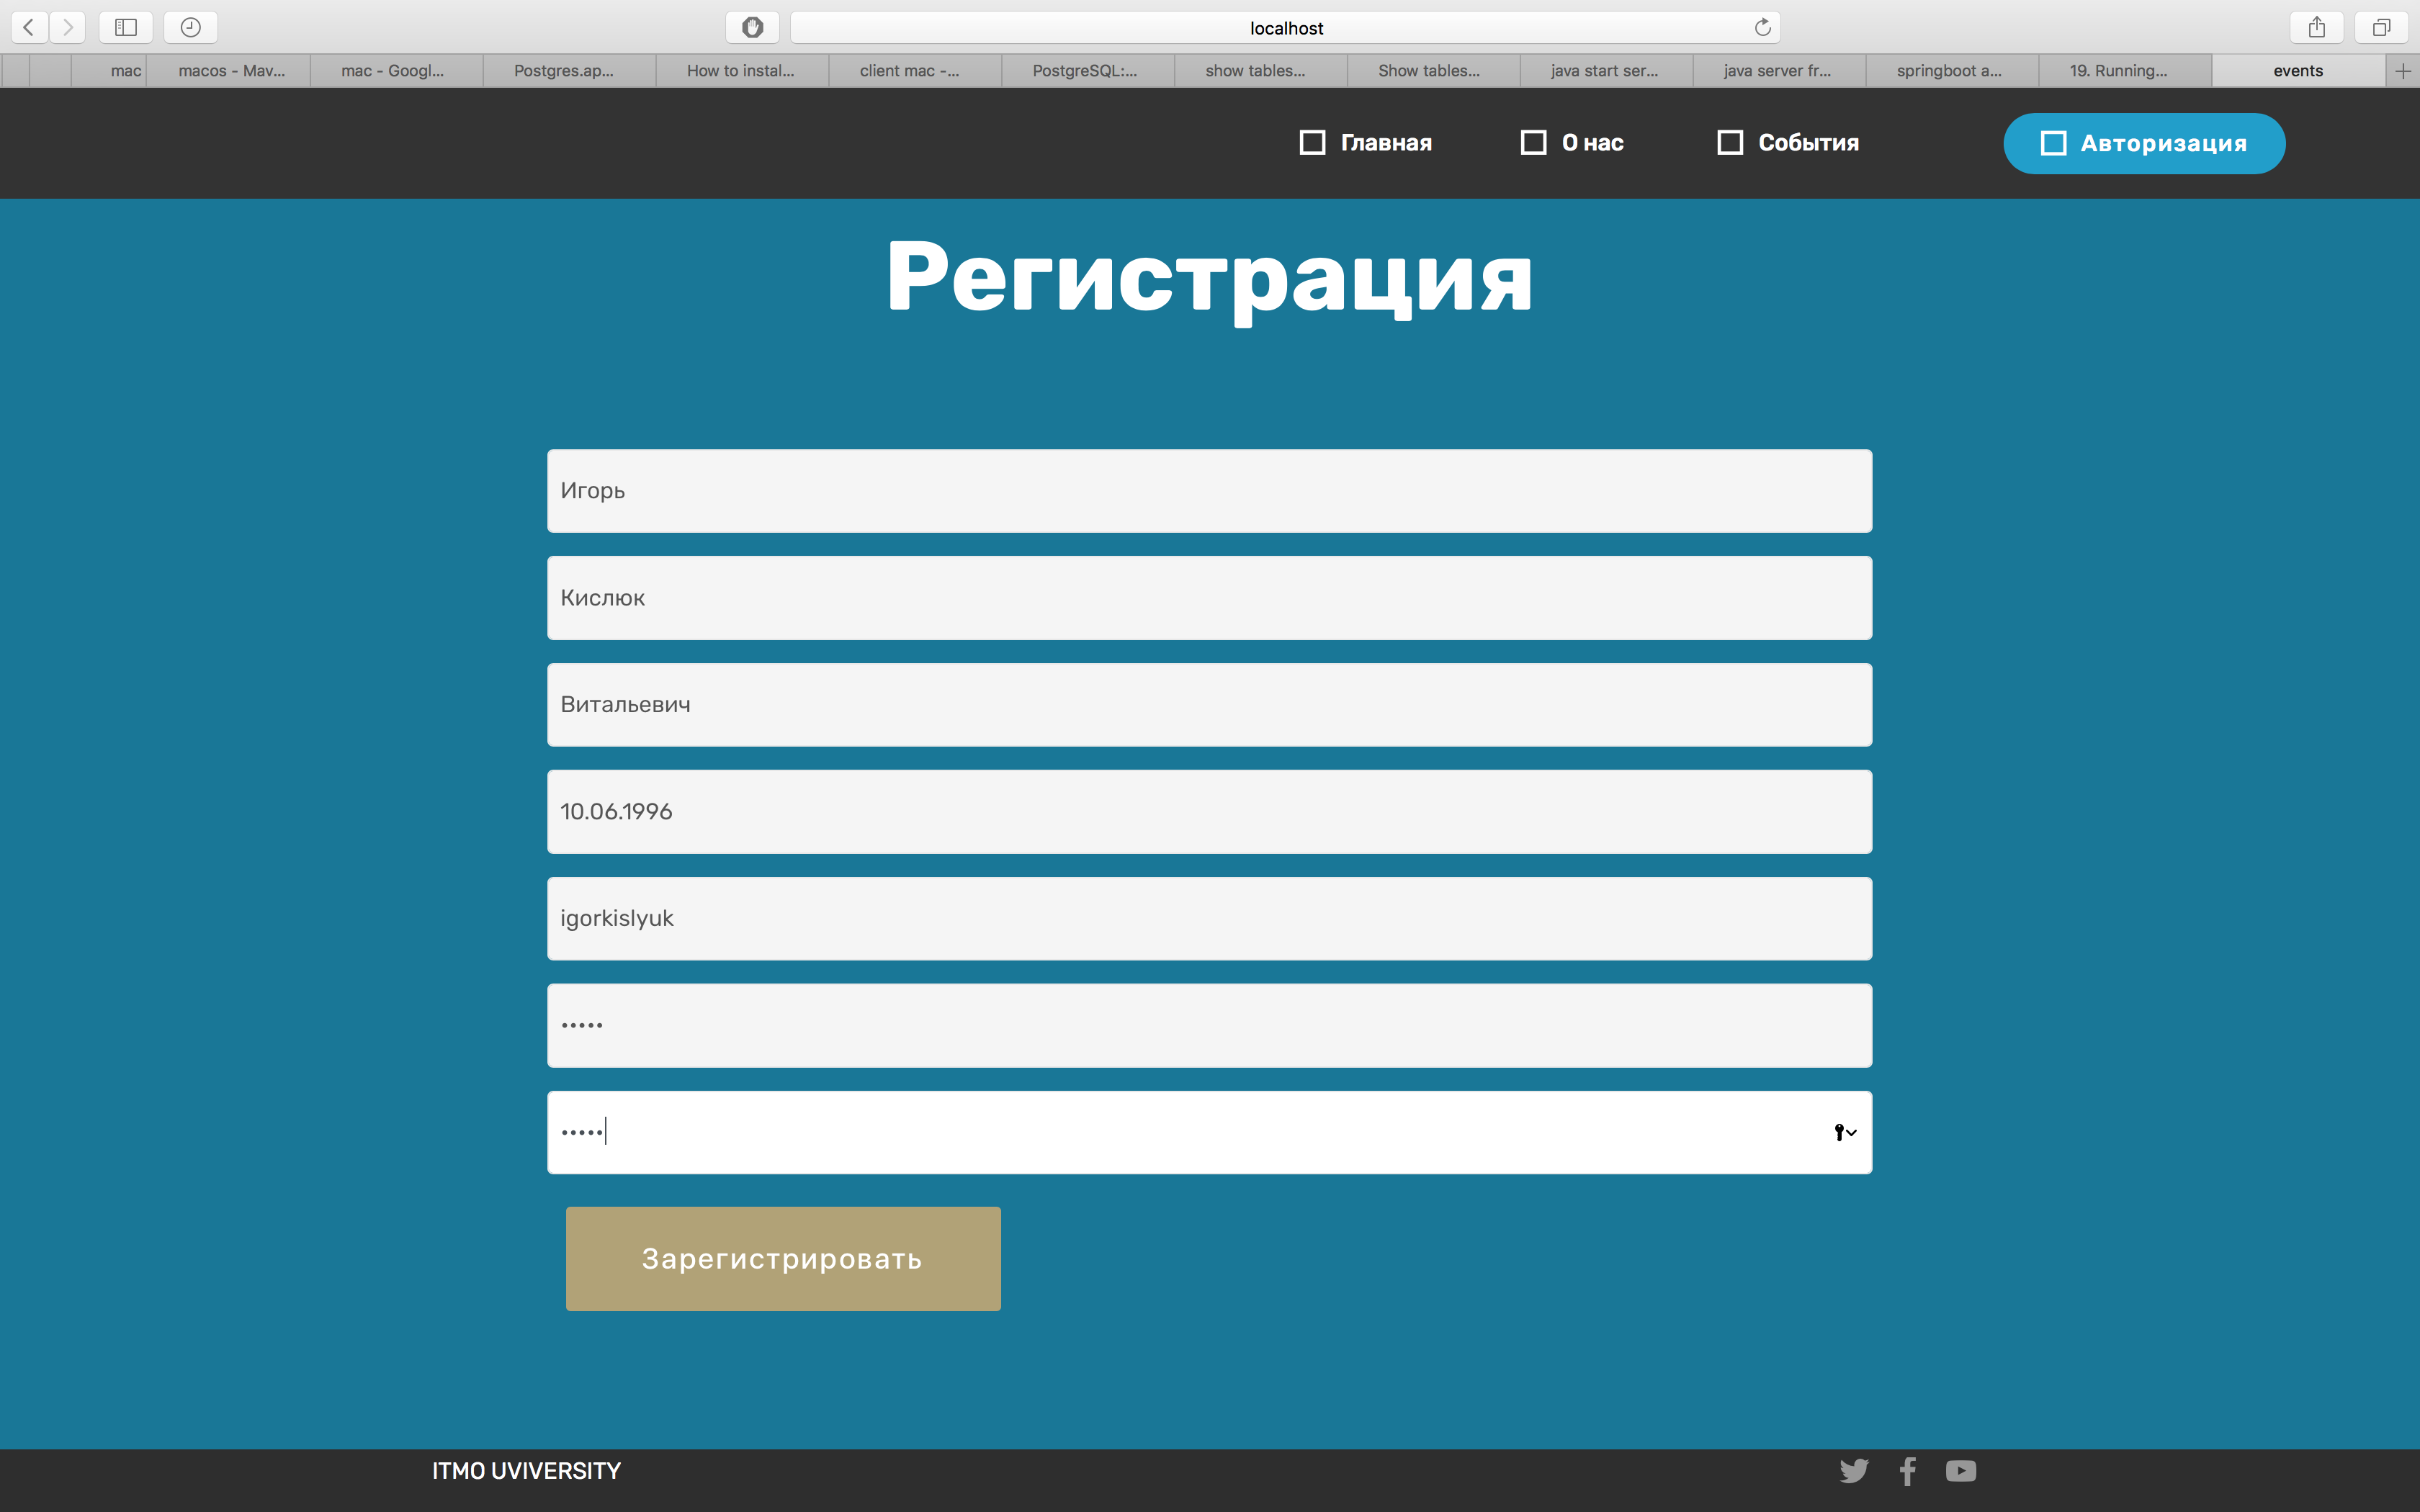 localhost
mac
macos - Mav...
mac - Googl...
Postgres.ap...
How to instal...
client mac -...
PostgreSQL:...
show tables...
Show tables...
java start ser...
java server fr...
springboot a...
19. Running...
events
Главная
О нас
События
Авторизация
Регистрация
Игорь
Кислюк
Витальевич
10.06.1996
igorkislyuk
•••••
•••••
Зарегистрировать
ITMO UVIVERSITY